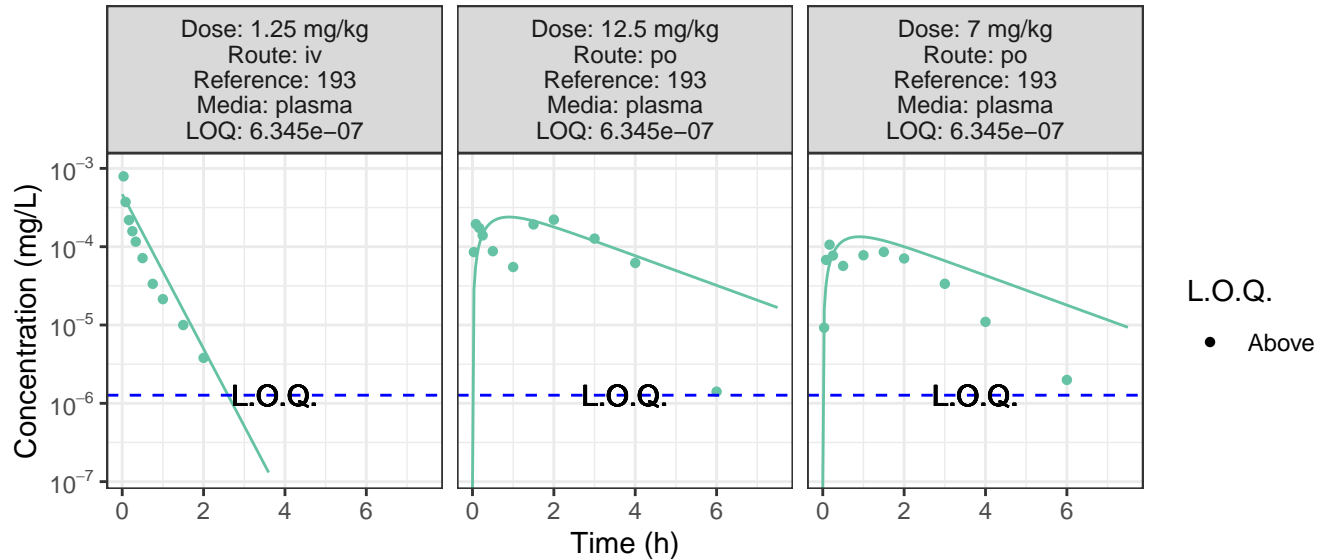 Dose: 1.25 mg/kg
Route: iv
Reference: 193
Media: plasma
LOQ: 6.345e−07
Dose: 12.5 mg/kg
Route: po
Reference: 193
Media: plasma
LOQ: 6.345e−07
Dose: 7 mg/kg
Route: po
Reference: 193
Media: plasma
LOQ: 6.345e−07
Concentration (mg/L)
10⁻³
10⁻⁴
10⁻⁵
10⁻⁶
10⁻⁷
L.O.Q.
L.O.Q.
L.O.Q.
0 2 4 6
0 2 4 6
0 2 4 6
Time (h)
L.O.Q.
Above